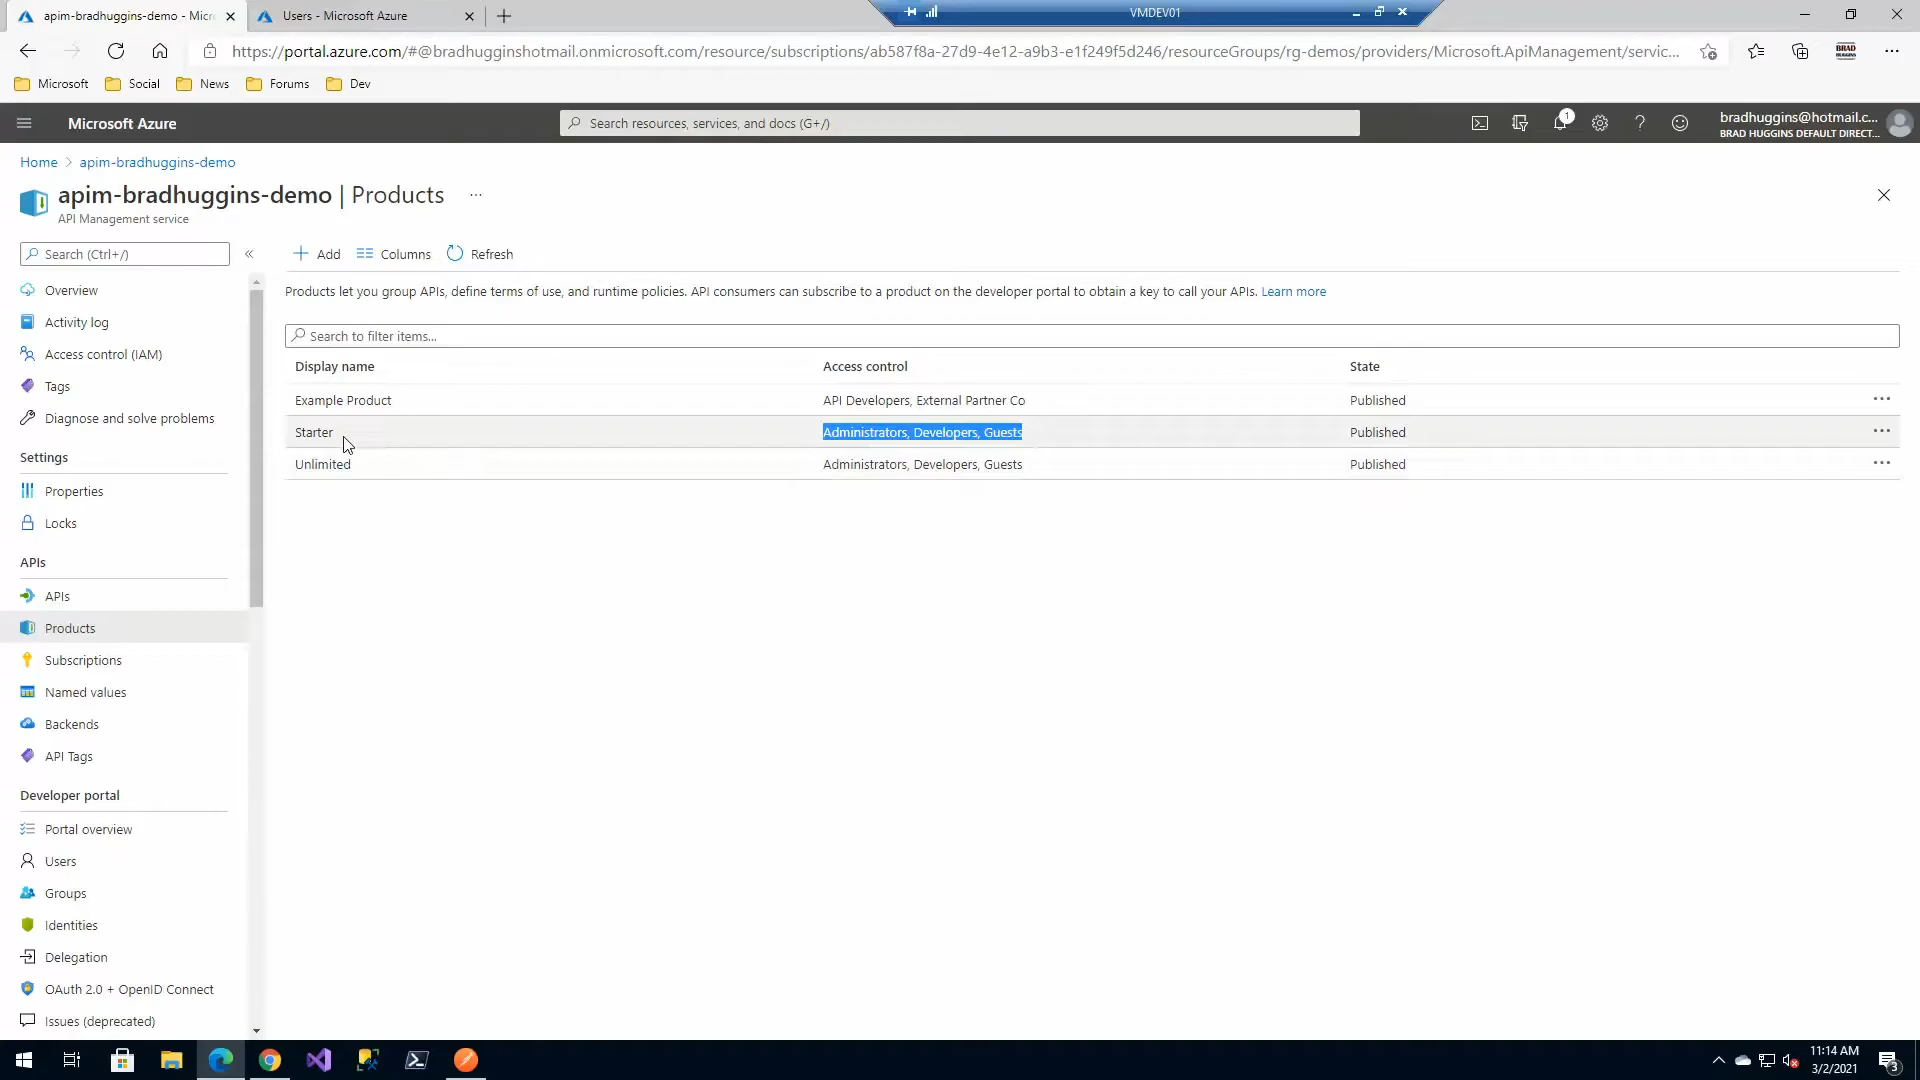 apim-bradhuggins-demo - Micr
Users - Microsoft Azure
VMDEV01
https://portal.azure.com/#@bradhugginshotmail.onmicrosoft.com/resource/subscriptions/ab587f8a-27d9-4e12-a9b3-e1f249f5d246/resourceGroups/rg-demos/providers/Microsoft.ApiManagement/servic...
BRAD HUGGINS
Microsoft
Social
News
Forums
Dev
Microsoft Azure
Search resources, services, and docs (G+/)
1
bradhuggins@hotmail.c...
BRAD HUGGINS DEFAULT DIRECT...
Home > apim-bradhuggins-demo
apim-bradhuggins-demo | Products ...
API Management service
Search (Ctrl+/)
«
Overview
Activity log
Access control (IAM)
Tags
Diagnose and solve problems
Settings
Properties
Locks
APIs
APIs
Products
Subscriptions
Named values
Backends
API Tags
Developer portal
Portal overview
Users
Groups
Identities
Delegation
OAuth 2.0 + OpenID Connect
Issues (deprecated)
Add Columns Refresh
Products let you group APIs, define terms of use, and runtime policies. API consumers can subscribe to a product on the developer portal to obtain a key to call your APIs. Learn more
Search to filter items...
Display name Access control State
Example Product API Developers, External Partner Co Published ...
Starter Administrators, Developers, Guests Published ...
Unlimited Administrators, Developers, Guests Published ...
11:14 AM
3/2/2021
3